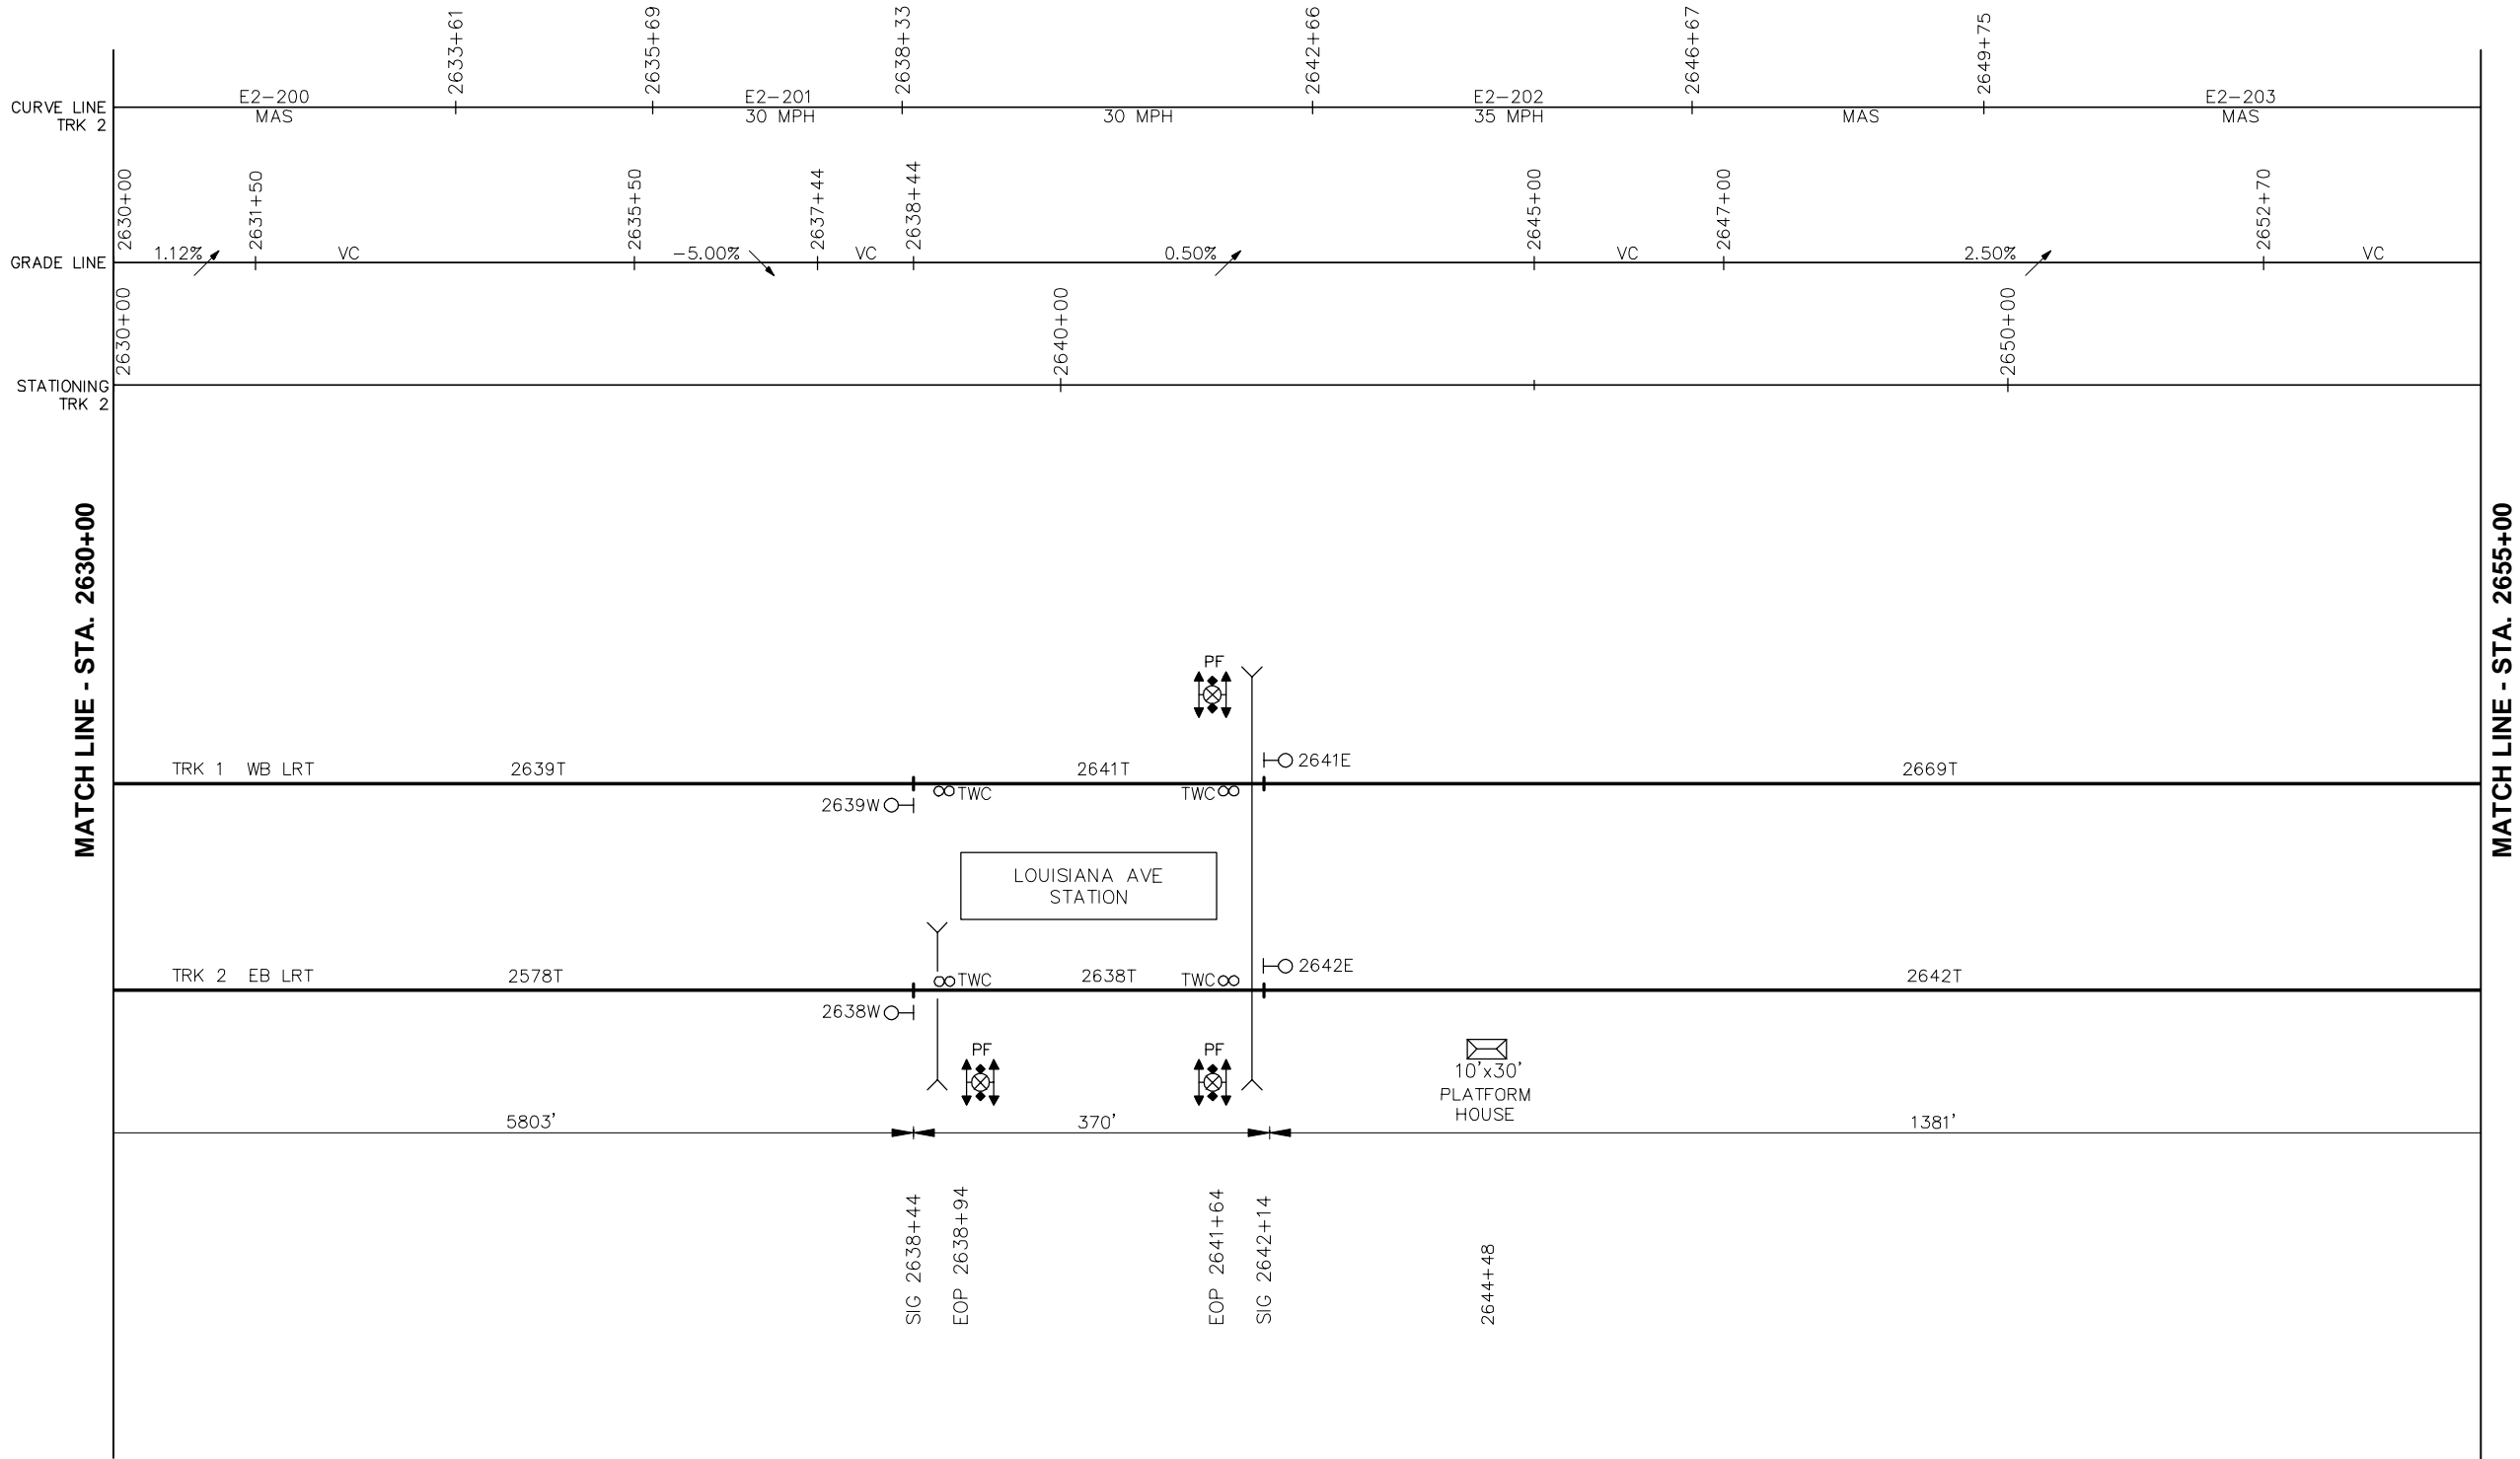 2633+61
2635+69
2638+33
2642+66
2646+67
2649+75
CURVE LINE
TRK 2
E2-200
MAS
E2-201
30 MPH
30 MPH
E2-202
35 MPH
MAS
E2-203
MAS
2630+00
2631+50
2635+50
2637+44
2638+44
2645+00
2647+00
2652+70
GRADE LINE
1.12%
VC
-5.00%
VC
0.50%
VC
2.50%
VC
2630+00
2640+00
2650+00
STATIONING
TRK 2
MATCH LINE - STA. 2630+00
MATCH LINE - STA. 2655+00
PF
TRK 1 WB LRT
2639T
2641T
2641E
2669T
2639W
TWC
TWC
LOUISIANA AVE
STATION
TRK 2 EB LRT
2578T
TWC
2638T
TWC
2642E
2642T
2638W
PF
PF
10'x30'
PLATFORM
HOUSE
5803'
370'
1381'
SIG 2638+44
EOP 2638+94
EOP 2641+64
SIG 2642+14
2644+48